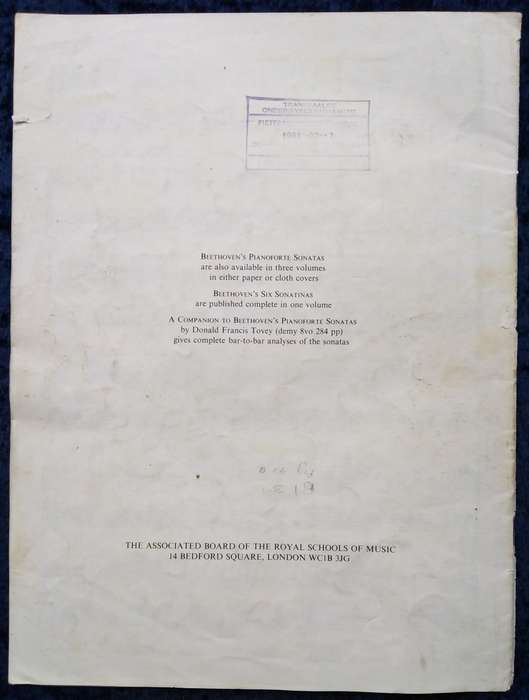 BEETHOVEN'S PIANOFORTE SONATAS
are also available in three volumes
in either paper or cloth covers
BEETHOVEN'S SIX SONATINAS
are published complete in one volume
A COMPANION TO BEETHOVEN'S PIANOFORTE SONATAS
by Donald Francis Tovey (demy 8vo 284 pp)
gives complete bar-to-bar analyses of the sonatas
THE ASSOCIATED BOARD OF THE ROYAL SCHOOLS OF MUSIC
14 BEDFORD SQUARE, LONDON WC1B 3JG